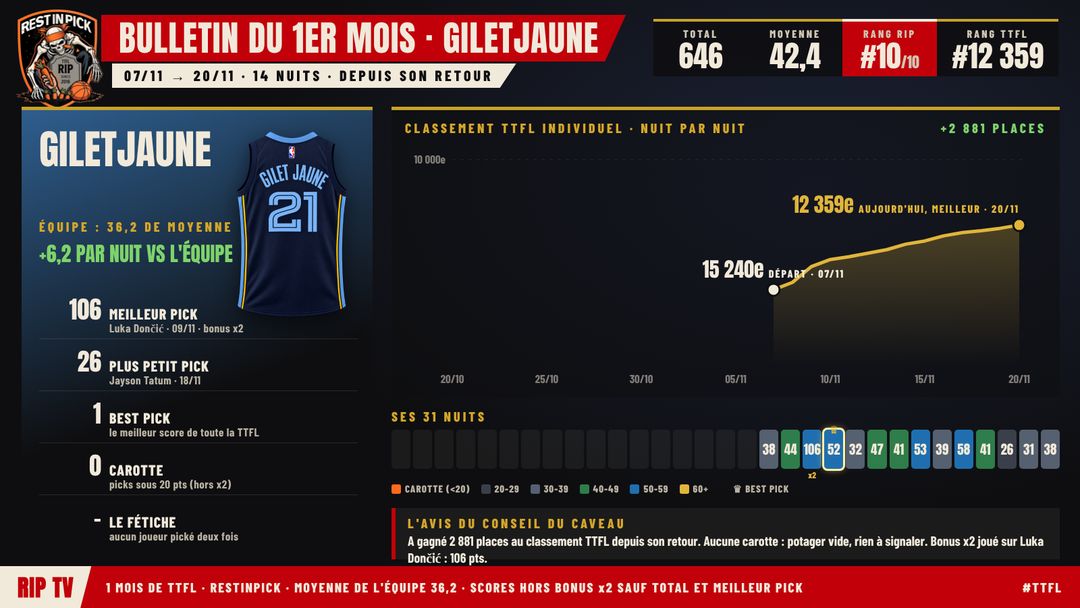 RESTINPICK
TTFL
RIP
BULLETIN DU 1ER MOIS · GILETJAUNE
07/11 → 20/11 · 14 NUITS · DEPUIS SON RETOUR
TOTAL
646
MOYENNE
42,4
RANG RIP
#10/10
RANG TTFL
#12 359
GILETJAUNE
GILET JAUNE
21
ÉQUIPE : 36,2 DE MOYENNE
+6,2 PAR NUIT VS L'ÉQUIPE
106 MEILLEUR PICK
Luka Dončić · 09/11 · bonus x2
26 PLUS PETIT PICK
Jayson Tatum · 18/11
1 BEST PICK
le meilleur score de toute la TTFL
0 CAROTTE
picks sous 20 pts (hors x2)
- LE FÉTICHE
aucun joueur pické deux fois
CLASSEMENT TTFL INDIVIDUEL · NUIT PAR NUIT
+2 881 PLACES
10 000e
12 359e AUJOURD'HUI, MEILLEUR · 20/11
15 240e DÉPART · 07/11
20/10 25/10 30/10 05/11 10/11 15/11 20/11
SES 31 NUITS
38 44 106 52 32 47 41 53 39 58 41 26 31 38
x2
CAROTTE (<20) 20-29 30-39 40-49 50-59 60+ ♛ BEST PICK
L'AVIS DU CONSEIL DU CAVEAU
A gagné 2 881 places au classement TTFL depuis son retour. Aucune carotte : potager vide, rien à signaler. Bonus x2 joué sur Luka
Dončić : 106 pts.
RIP TV
1 MOIS DE TTFL · RESTINPICK · MOYENNE DE L'ÉQUIPE 36,2 · SCORES HORS BONUS x2 SAUF TOTAL ET MEILLEUR PICK
#TTFL